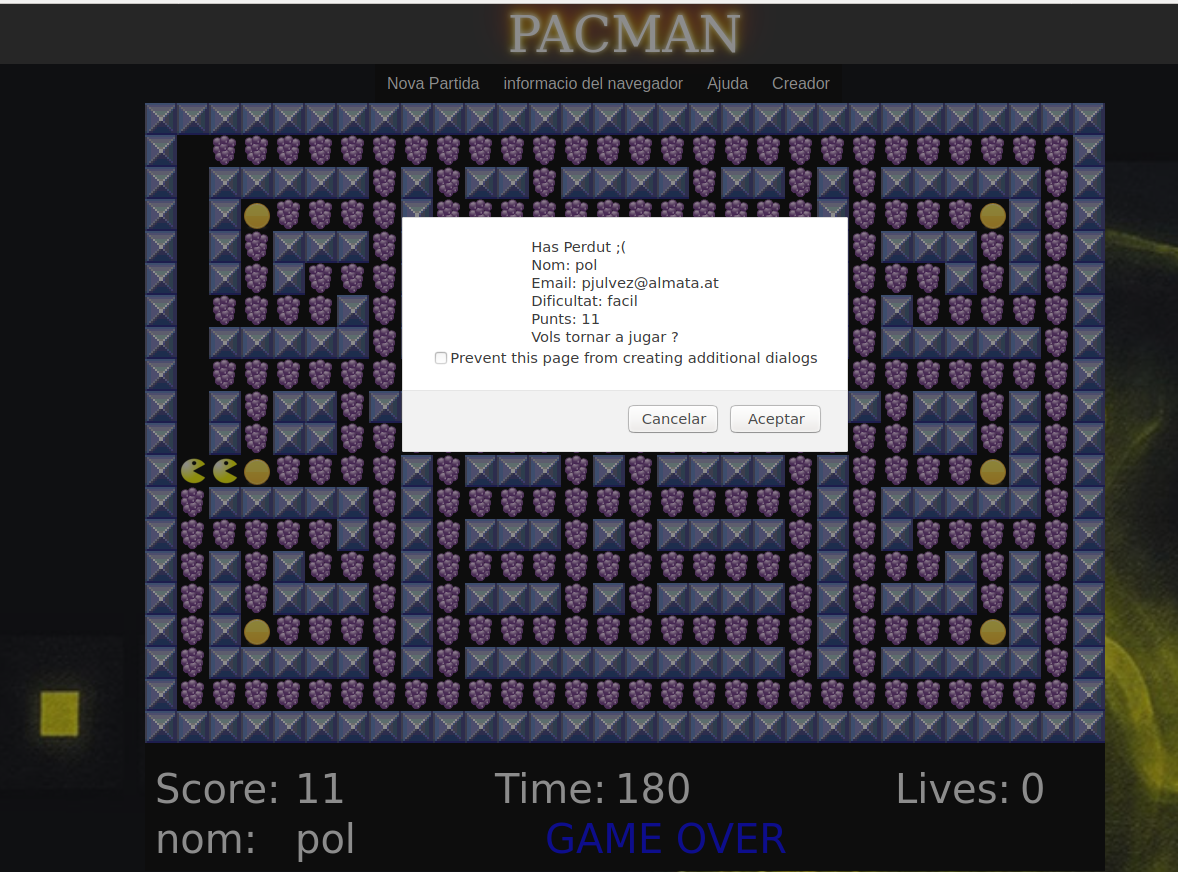 PACMAN
Nova Partida informacio del navegador Ajuda Creador
Has Perdut ;(
Nom: pol
Email: pjulvez@almata.at
Dificultat: facil
Punts: 11
Vols tornar a jugar ?
Prevent this page from creating additional dialogs
Cancelar Aceptar
Score: 11 Time: 180 Lives: 0
nom: pol GAME OVER